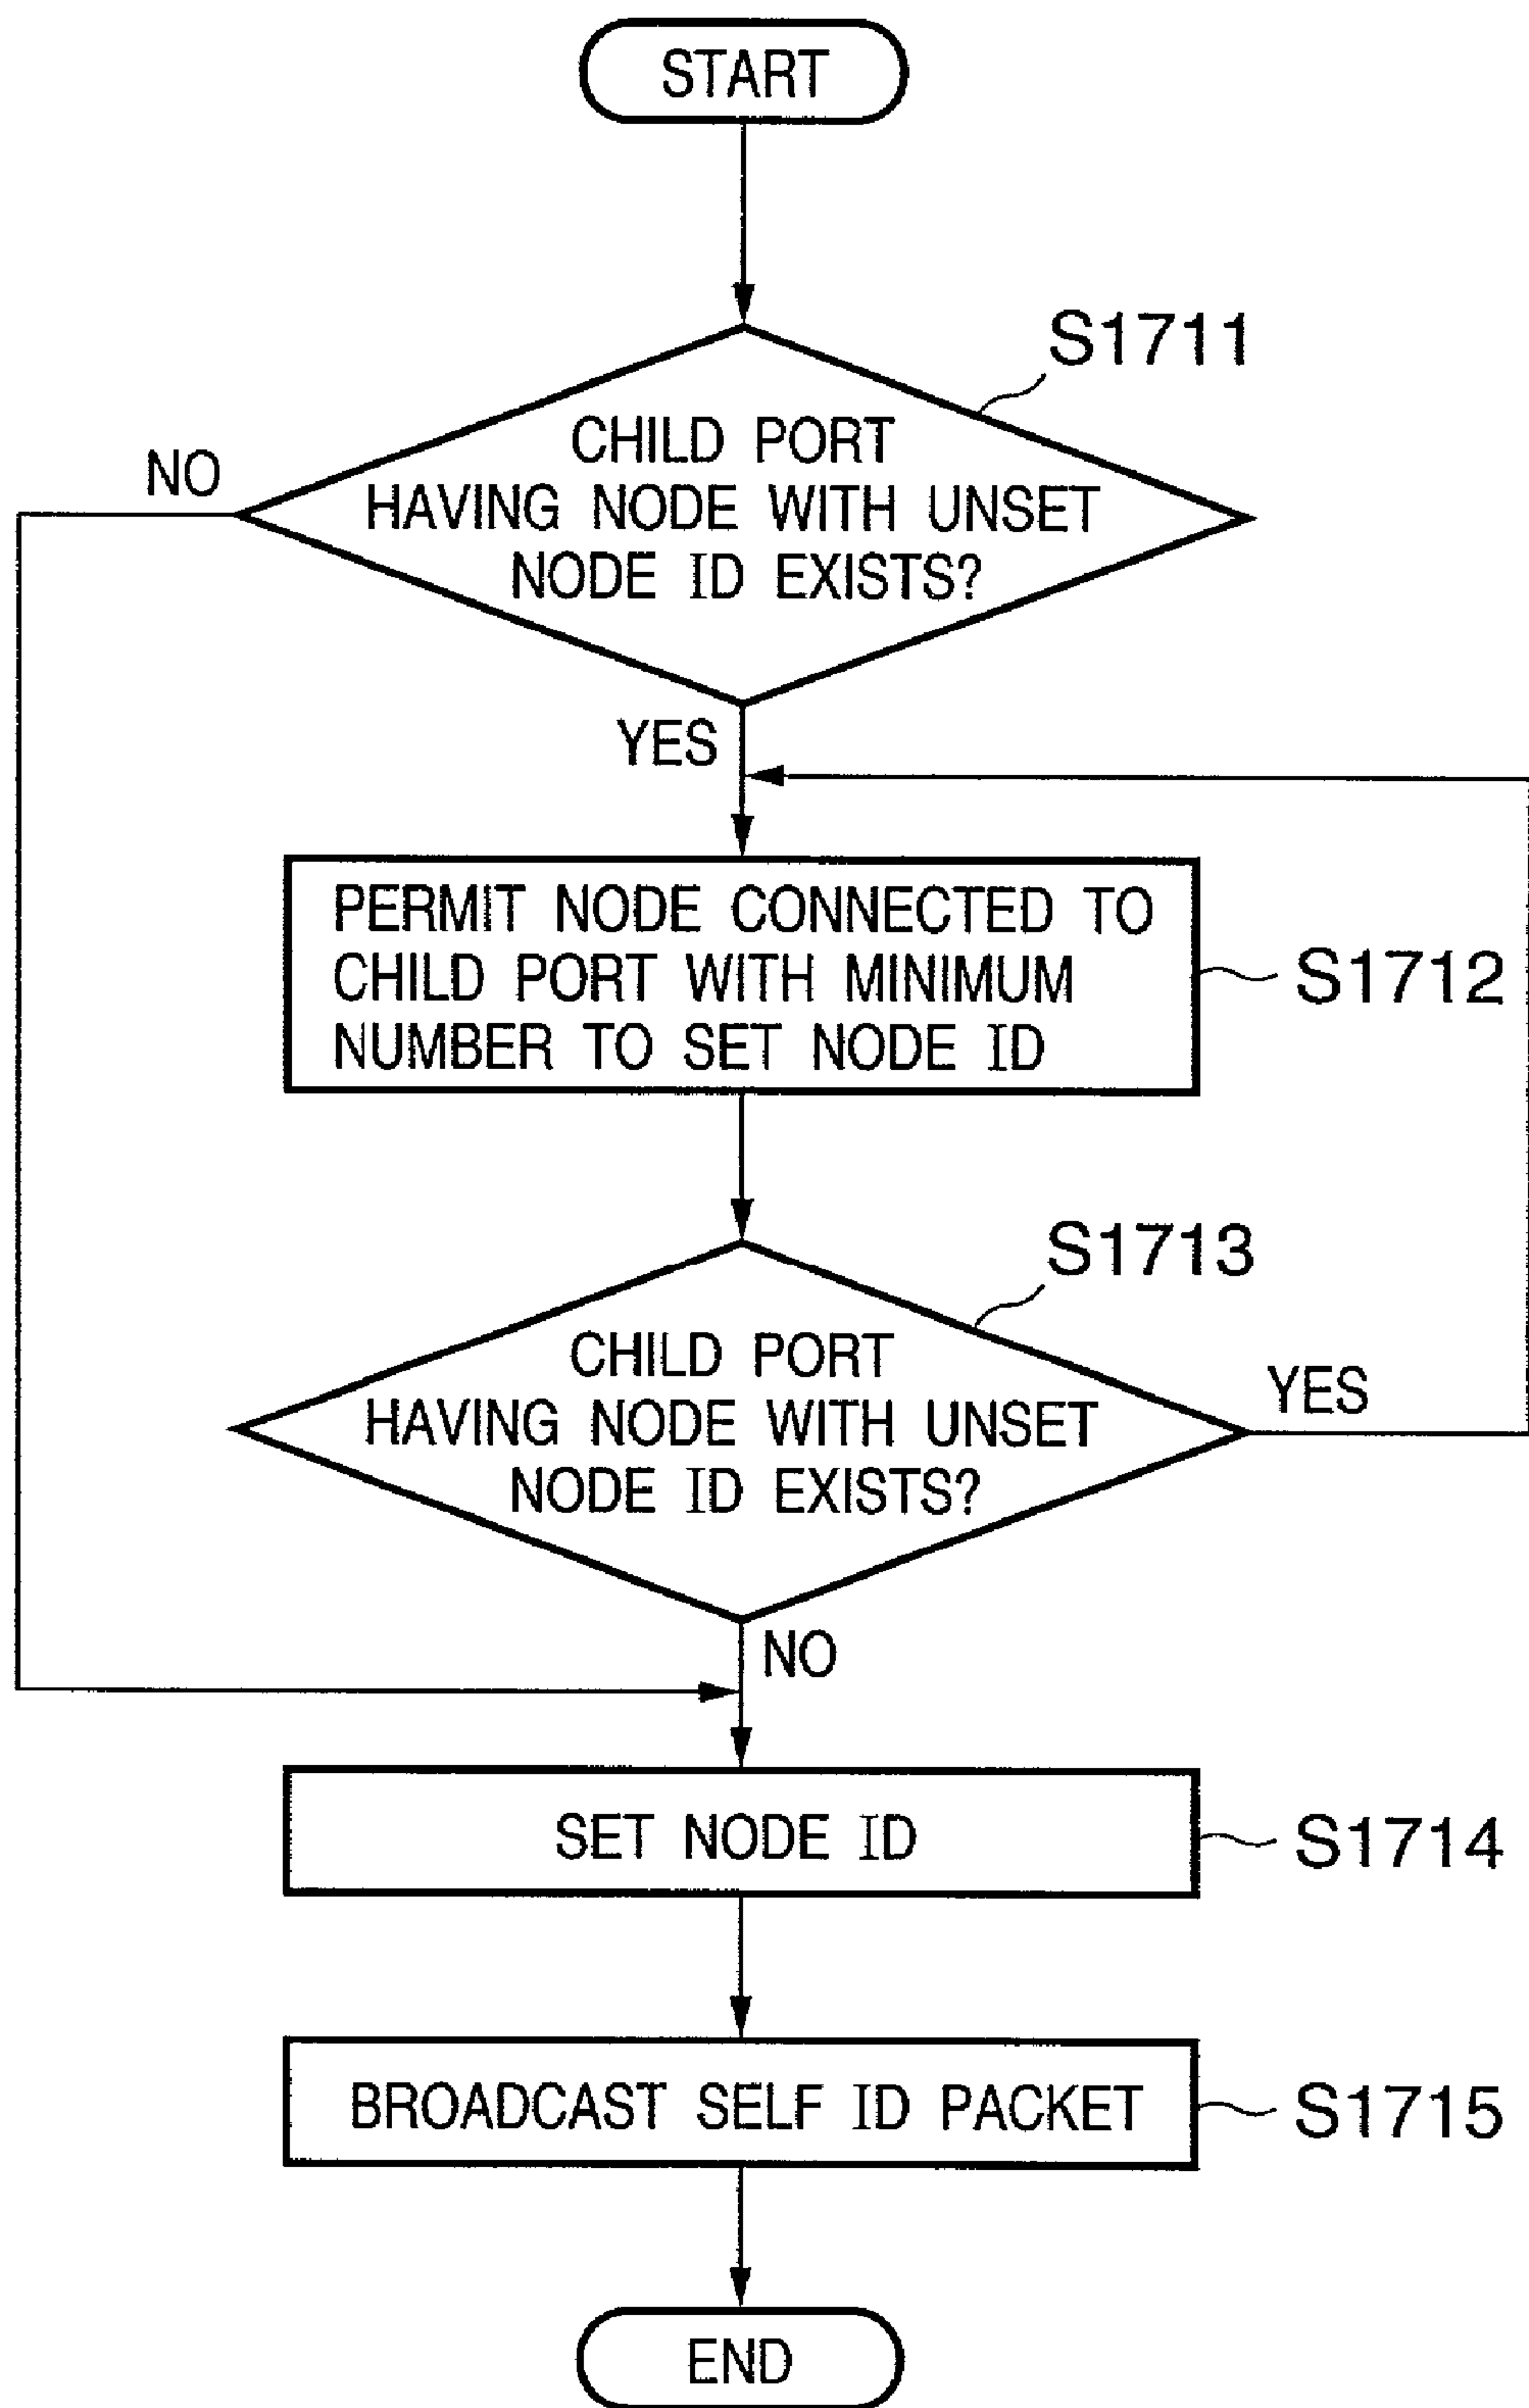 START
S1711
CHILD PORT
HAVING NODE WITH UNSET
NODE ID EXISTS?
NO
YES
PERMIT NODE CONNECTED TO
CHILD PORT WITH MINIMUM
NUMBER TO SET NODE ID
S1712
S1713
CHILD PORT
HAVING NODE WITH UNSET
NODE ID EXISTS?
YES
NO
SET NODE ID
S1714
BROADCAST SELF ID PACKET
S1715
END